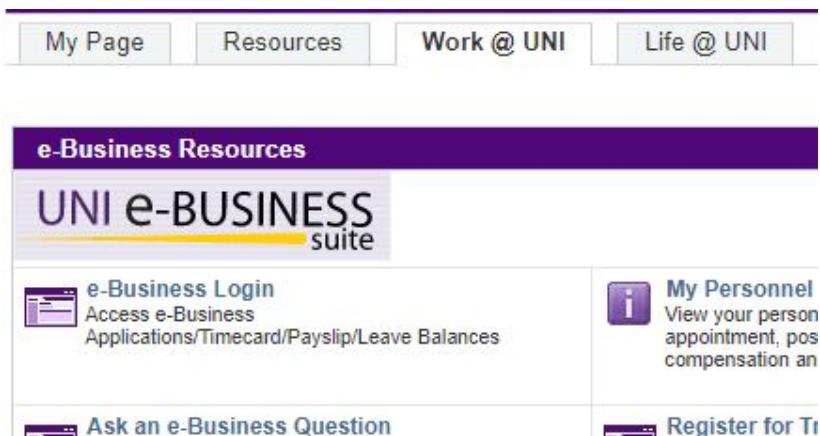 My Page
Resources
Work @ UNI
Life @ UNI
e-Business Resources
UNI e-BUSINESS
suite
e-Business Login
Access e-Business
Applications/Timecard/Payslip/Leave Balances
My Personnel
View your person
appointment, pos
compensation an
Ask an e-Business Question
Register for Tr